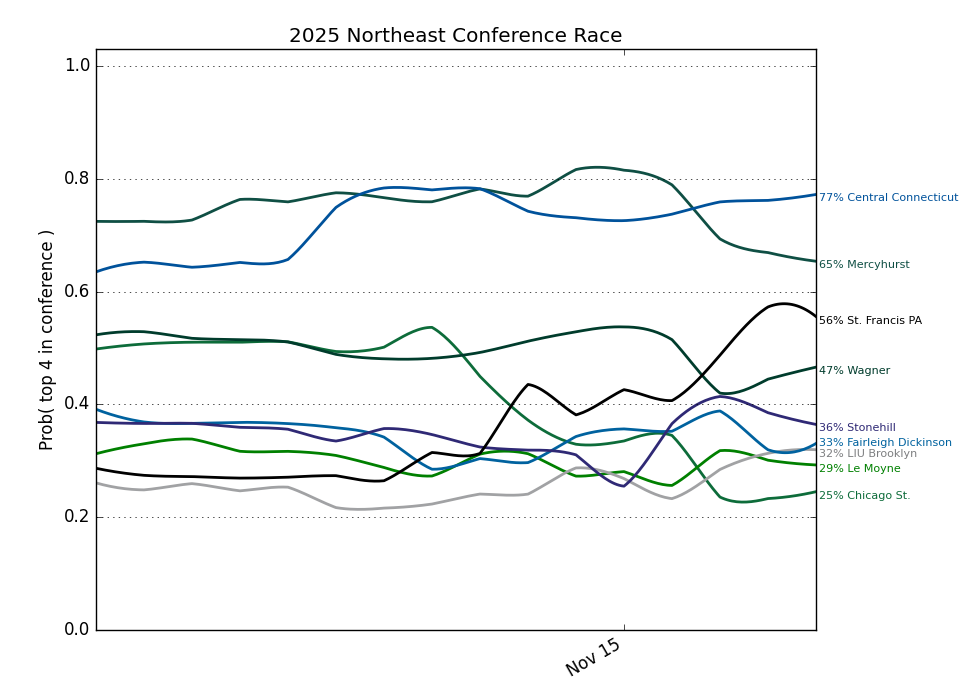 2025 Northeast Conference Race
Prob( top 4 in conference )
1.0
0.8
0.6
0.4
0.2
0.0
Nov 15
77% Central Connecticut
65% Mercyhurst
56% St. Francis PA
47% Wagner
36% Stonehill
33% Fairleigh Dickinson
32% LIU Brooklyn
29% Le Moyne
25% Chicago St.